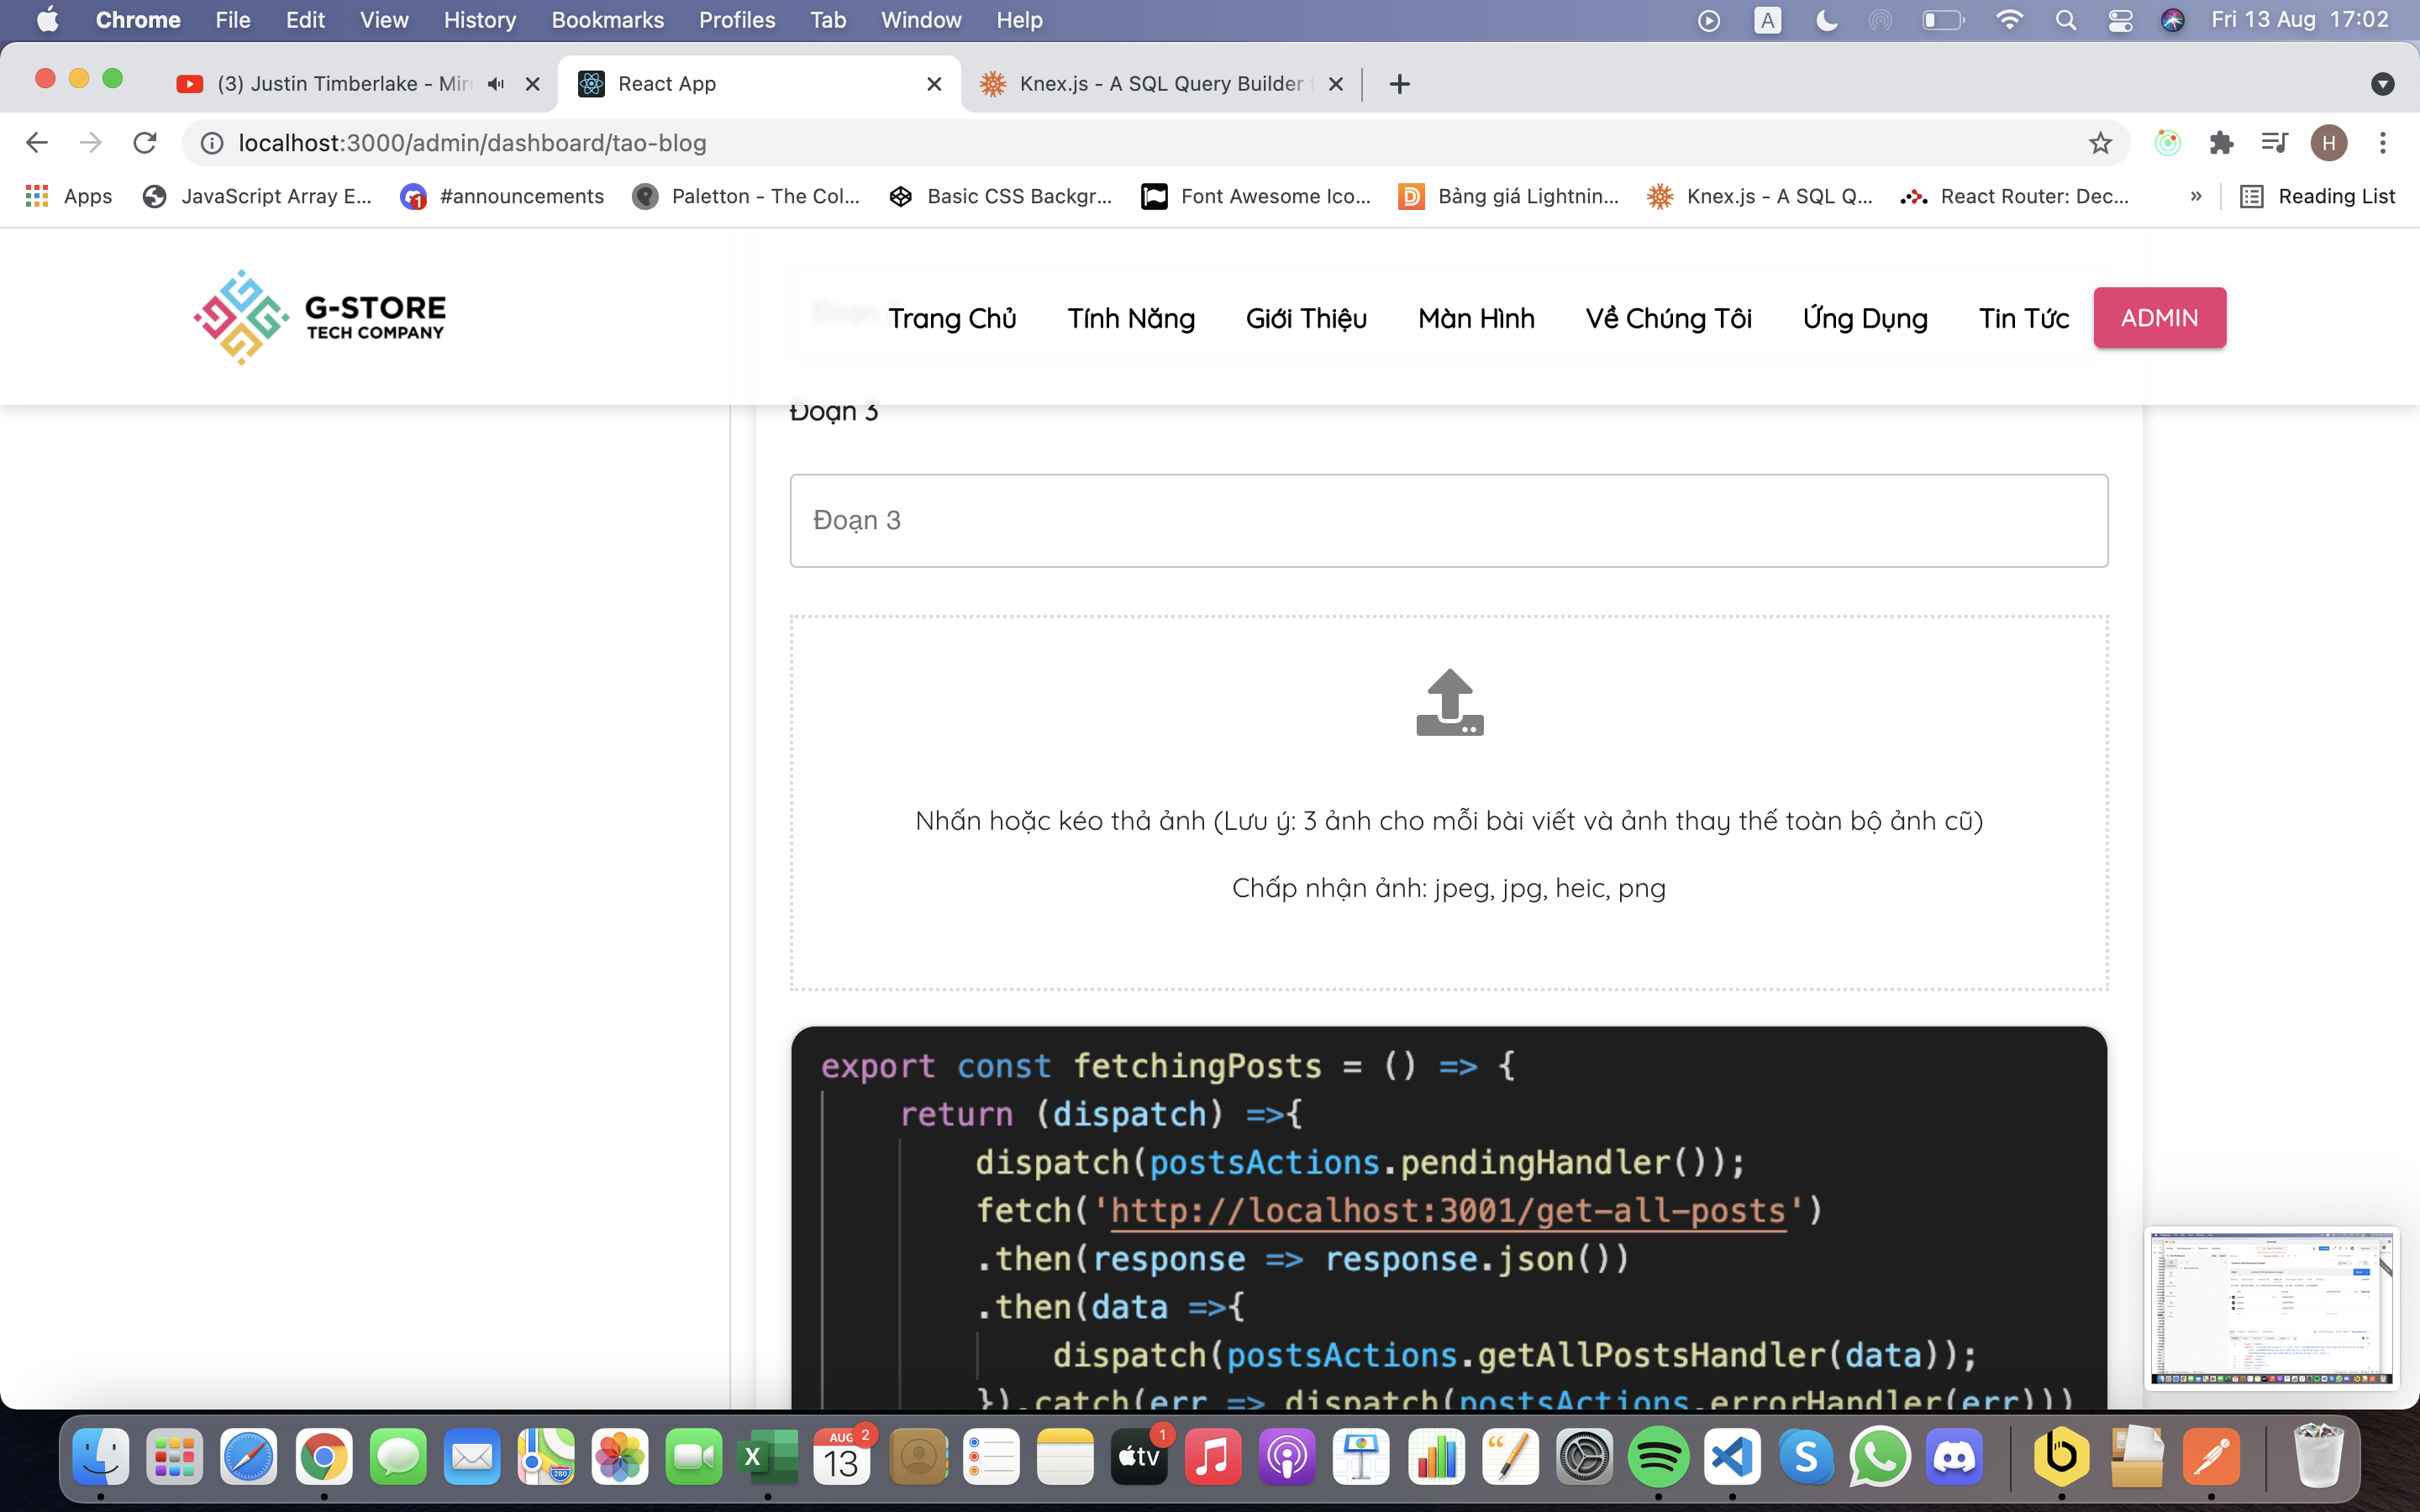 Chrome File Edit View History Bookmarks Profiles Tab Window Help A Fri 13 Aug 17:02
(3) Justin Timberlake - Mirr
React App
Knex.js - A SQL Query Builder
localhost:3000/admin/dashboard/tao-blog
H
Apps JavaScript Array E... #announcements Paletton - The Col... Basic CSS Backgr... Font Awesome Ico... Bảng giá Lightnin... Knex.js - A SQL Q... React Router: Dec... » Reading List
G-STORE
TECH COMPANY
Trang Chủ Tính Năng Giới Thiệu Màn Hình Về Chúng Tôi Ứng Dụng Tin Tức ADMIN
Đoạn 3
Đoạn 3
Nhấn hoặc kéo thả ảnh (Lưu ý: 3 ảnh cho mỗi bài viết và ảnh thay thế toàn bộ ảnh cũ)
Chấp nhận ảnh: jpeg, jpg, heic, png
export const fetchingPosts = () => {
return (dispatch) =>{
dispatch(postsActions.pendingHandler());
fetch('http://localhost:3001/get-all-posts')
.then(response => response.json())
.then(data =>{
dispatch(postsActions.getAllPostsHandler(data));
}).catch(err => dispatch(postsActions.errorHandler(err)))
280
X
AUG 2
13
tv 1
S
b